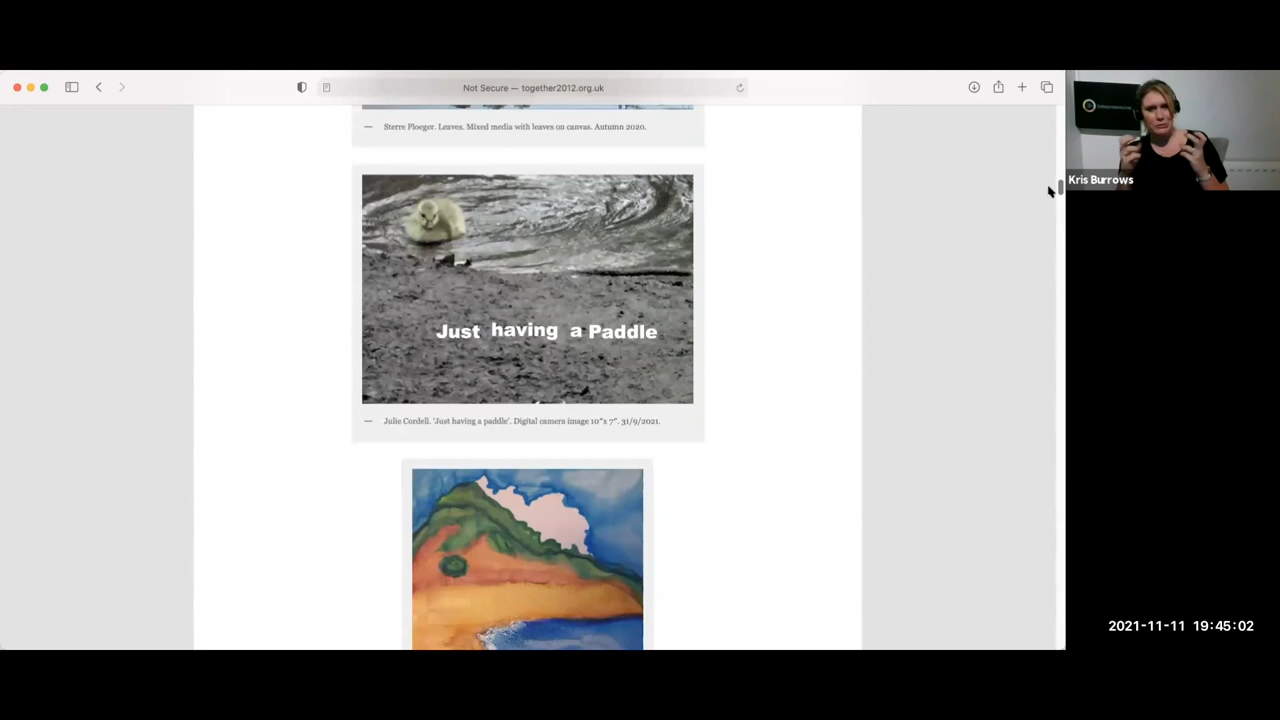 Not Secure — together2012.org.uk
— Sterre Ploeger. Leaves. Mixed media with leaves on canvas. Autumn 2020.
Kris Burrows
Just having a Paddle
— Julie Cordell. 'Just having a paddle'. Digital camera image 10"x 7". 31/9/2021.
2021-11-11 19:45:02